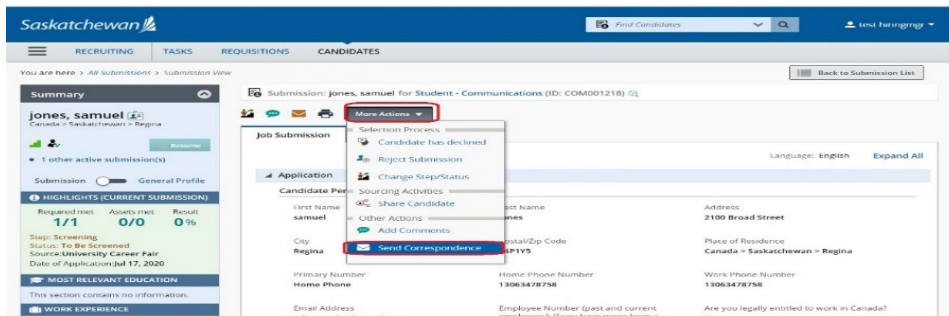 Saskatchewan
Find Candidates
test hiringmgr
RECRUITING TASKS REQUISITIONS CANDIDATES
You are here > All Submissions > Submission View
Back to Submission List
Summary
jones, samuel
Canada > Saskatchewan > Regina
Resume
1 other active submission(s)
Submission General Profile
HIGHLIGHTS (CURRENT SUBMISSION)
Required met Assets met Result
1/1 0/0 0%
Step: Screening
Status: To Be Screened
Source:University Career Fair
Date of Application:Jul 17, 2020
MOST RELEVANT EDUCATION
This section contains no information.
WORK EXPERIENCE
Submission: jones, samuel for Student - Communications (ID: COM001218)
More Actions
Selection Process
Candidate has declined
Reject Submission
Change Step/Status
Sourcing Activities
Share Candidate
Other Actions
Add Comments
Send Correspondence
Job Submission
Language: English Expand All
Application
Candidate Per
First Name ast Name Address
samuel ones 2100 Broad Street
City ostal/Zip Code Place of Residence
Regina 4P1Y5 Canada > Saskatchewan > Regina
Primary Number Home Phone Number Work Phone Number
Home Phone 13063478758 13063478758
Email Address Employee Number (past and current Are you legally entitled to work in Canada?